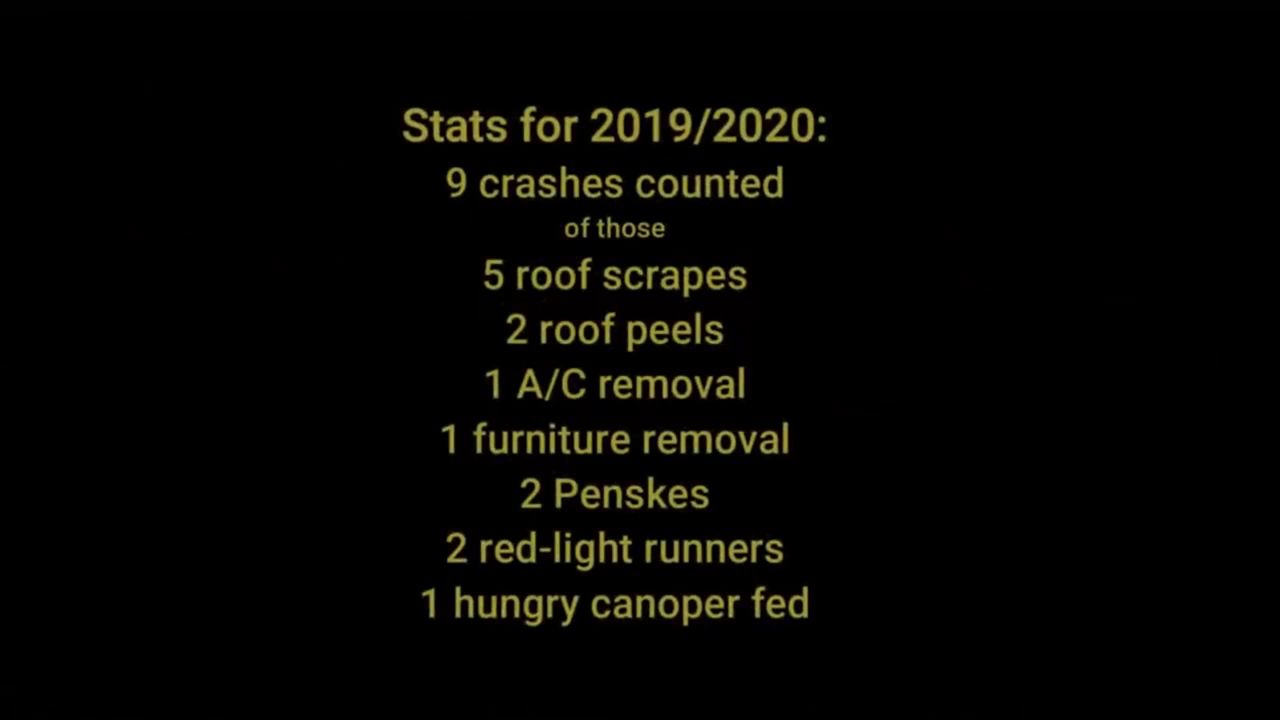 Stats for 2019/2020:
9 crashes counted
of those
5 roof scrapes
2 roof peels
1 A/C removal
1 furniture removal
2 Penskes
2 red-light runners
1 hungry canoper fed